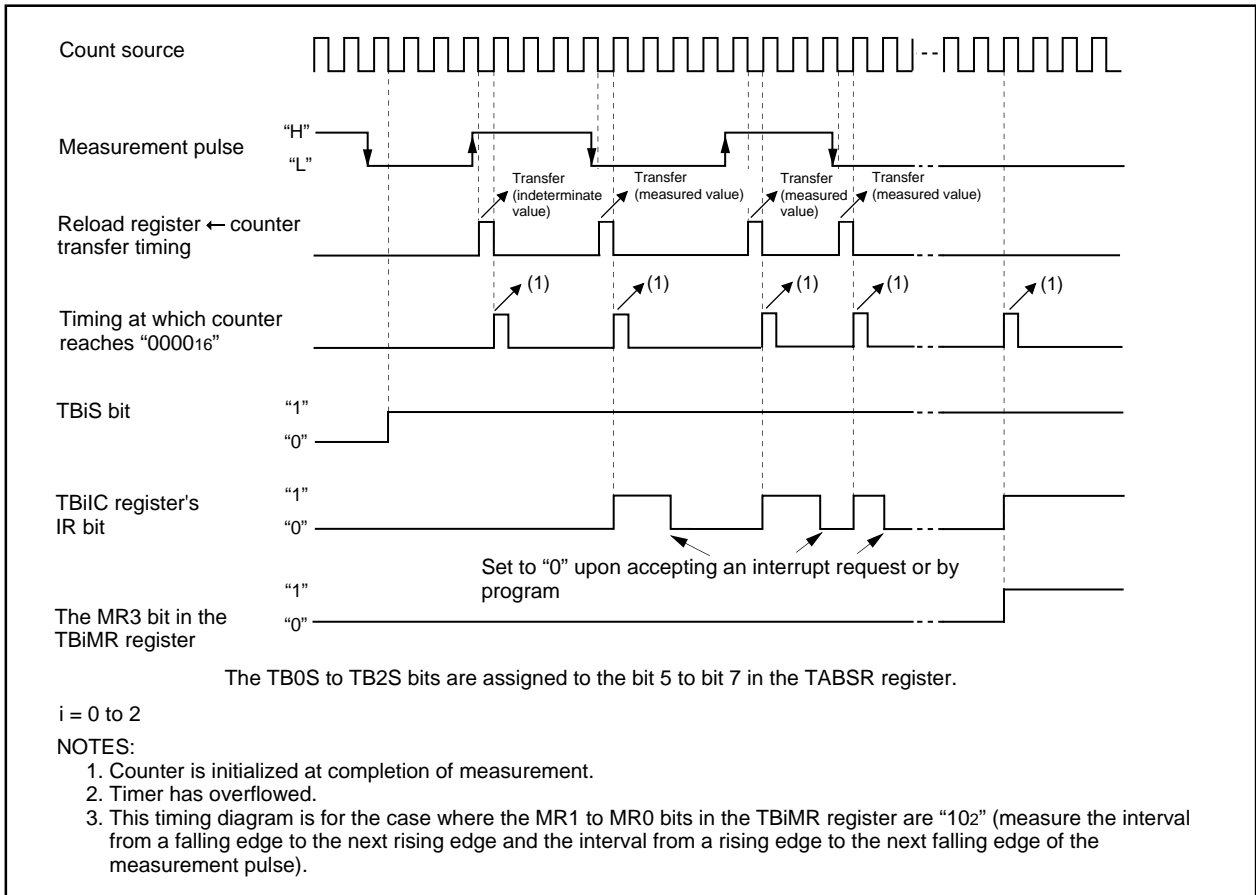 Count source
Measurement pulse
“H”
“L”
Transfer
(indeterminate
value)
Transfer
(measured value)
Transfer
(measured
value)
Transfer
(measured value)
Reload register ← counter
transfer timing
(1)
(1)
(1)
(1)
(1)
Timing at which counter
reaches “000016”
TBiS bit
“1”
“0”
TBiIC register's
IR bit
“1”
“0”
Set to “0” upon accepting an interrupt request or by
program
The MR3 bit in the
TBiMR register
“1”
“0”
The TB0S to TB2S bits are assigned to the bit 5 to bit 7 in the TABSR register.
i = 0 to 2
NOTES:
1. Counter is initialized at completion of measurement.
2. Timer has overflowed.
3. This timing diagram is for the case where the MR1 to MR0 bits in the TBiMR register are “102” (measure the interval
from a falling edge to the next rising edge and the interval from a rising edge to the next falling edge of the
measurement pulse).